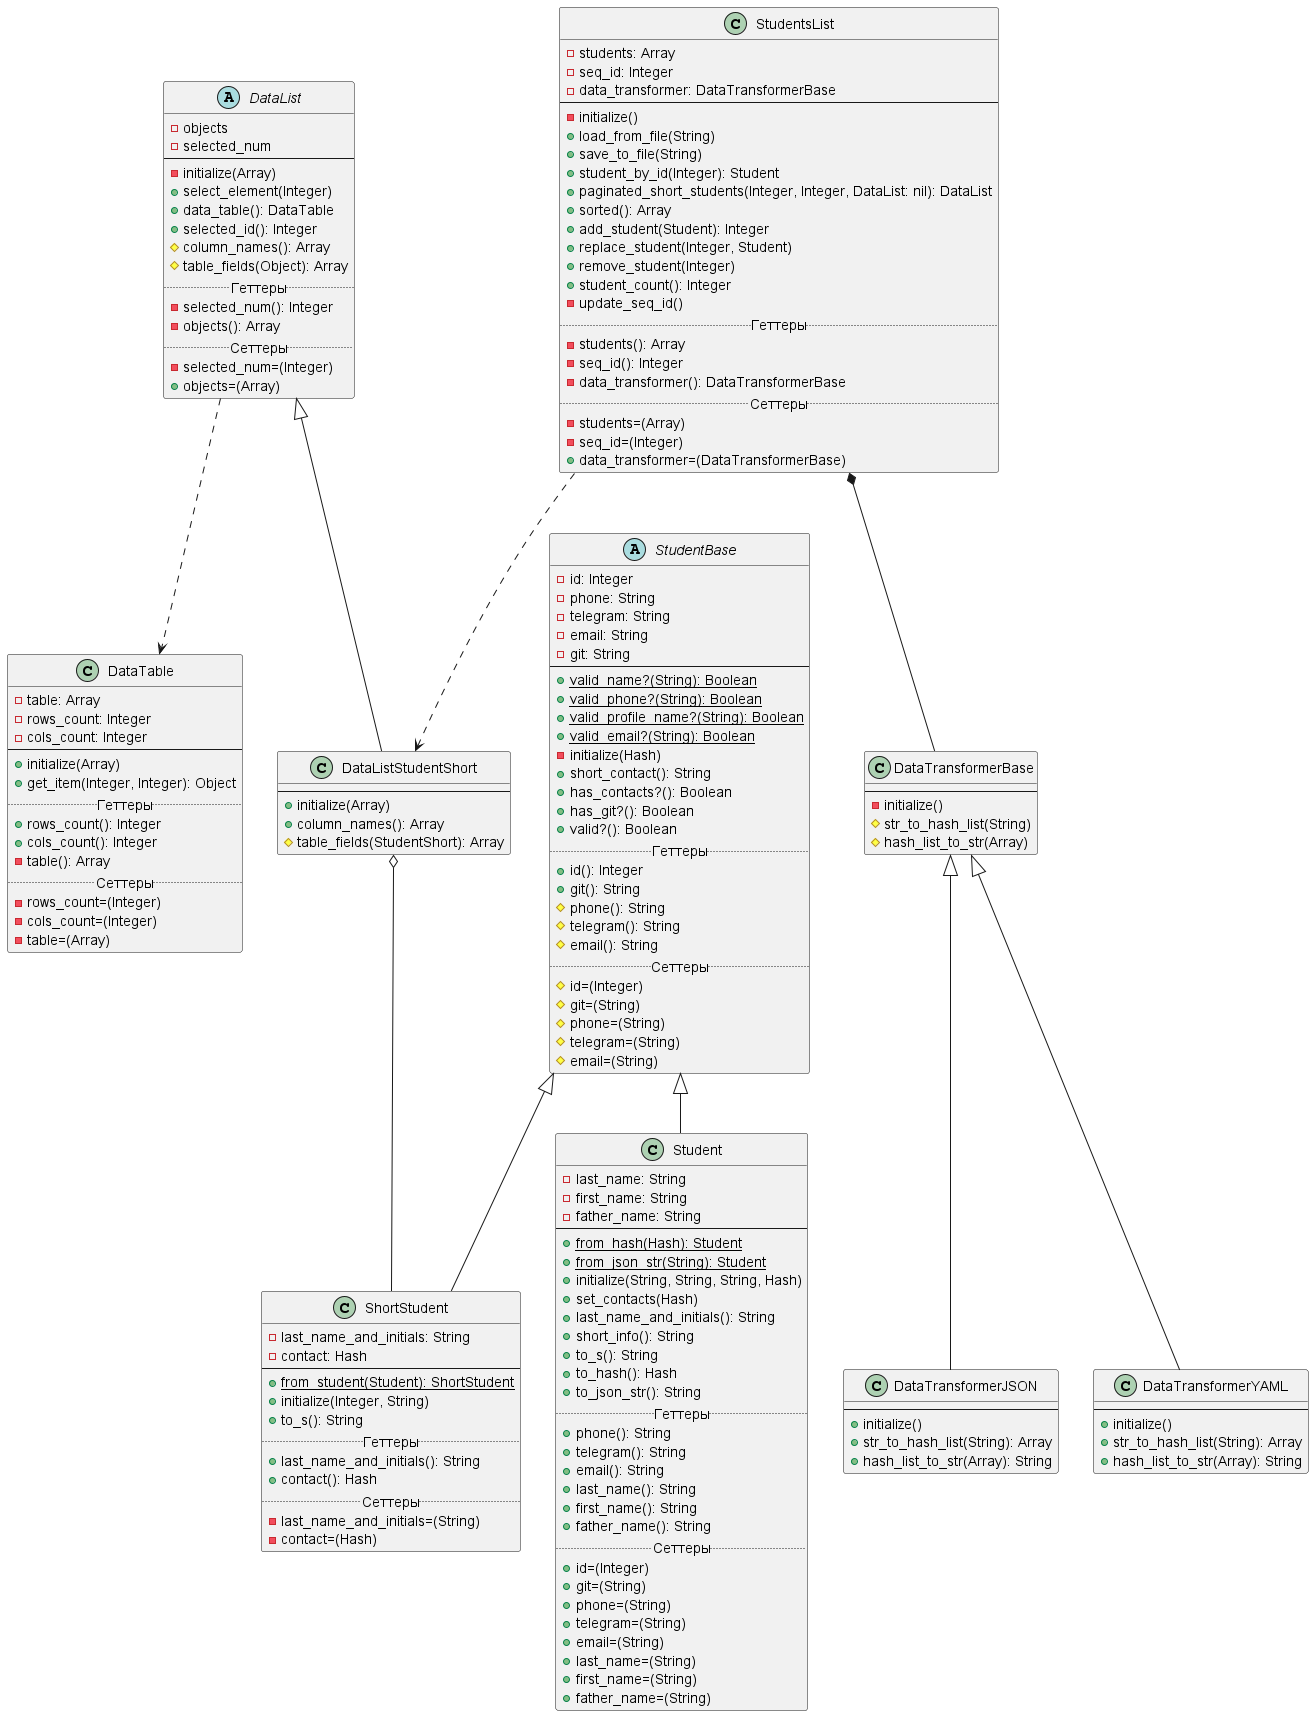 StudentsList
students: Array
seq_id: Integer
data_transformer: DataTransformerBase
initialize()
load_from_file(String)
save_to_file(String)
student_by_id(Integer): Student
paginated_short_students(Integer, Integer, DataList: nil): DataList
sorted(): Array
add_student(Student): Integer
replace_student(Integer, Student)
remove_student(Integer)
student_count(): Integer
update_seq_id()
Геттеры
students(): Array
seq_id(): Integer
data_transformer(): DataTransformerBase
Сеттеры
students=(Array)
seq_id=(Integer)
data_transformer=(DataTransformerBase)
DataList
objects
selected_num
initialize(Array)
select_element(Integer)
data_table(): DataTable
selected_id(): Integer
column_names(): Array
table_fields(Object): Array
Геттеры
selected_num(): Integer
objects(): Array
Сеттеры
selected_num=(Integer)
objects=(Array)
StudentBase
id: Integer
phone: String
telegram: String
email: String
git: String
valid_name?(String): Boolean
valid_phone?(String): Boolean
valid_profile_name?(String): Boolean
valid_email?(String): Boolean
initialize(Hash)
short_contact(): String
has_contacts?(): Boolean
has_git?(): Boolean
valid?(): Boolean
Геттеры
id(): Integer
git(): String
phone(): String
telegram(): String
email(): String
Сеттеры
id=(Integer)
git=(String)
phone=(String)
telegram=(String)
email=(String)
DataTable
table: Array
rows_count: Integer
cols_count: Integer
initialize(Array)
get_item(Integer, Integer): Object
Геттеры
rows_count(): Integer
cols_count(): Integer
table(): Array
Сеттеры
rows_count=(Integer)
cols_count=(Integer)
table=(Array)
DataListStudentShort
initialize(Array)
column_names(): Array
table_fields(StudentShort): Array
DataTransformerBase
initialize()
str_to_hash_list(String)
hash_list_to_str(Array)
Student
last_name: String
first_name: String
father_name: String
from_hash(Hash): Student
from_json_str(String): Student
initialize(String, String, String, Hash)
set_contacts(Hash)
last_name_and_initials(): String
short_info(): String
to_s(): String
to_hash(): Hash
to_json_str(): String
Геттеры
phone(): String
telegram(): String
email(): String
last_name(): String
first_name(): String
father_name(): String
Сеттеры
id=(Integer)
git=(String)
phone=(String)
telegram=(String)
email=(String)
last_name=(String)
first_name=(String)
father_name=(String)
ShortStudent
last_name_and_initials: String
contact: Hash
from_student(Student): ShortStudent
initialize(Integer, String)
to_s(): String
Геттеры
last_name_and_initials(): String
contact(): Hash
Сеттеры
last_name_and_initials=(String)
contact=(Hash)
DataTransformerJSON
initialize()
str_to_hash_list(String): Array
hash_list_to_str(Array): String
DataTransformerYAML
initialize()
str_to_hash_list(String): Array
hash_list_to_str(Array): String